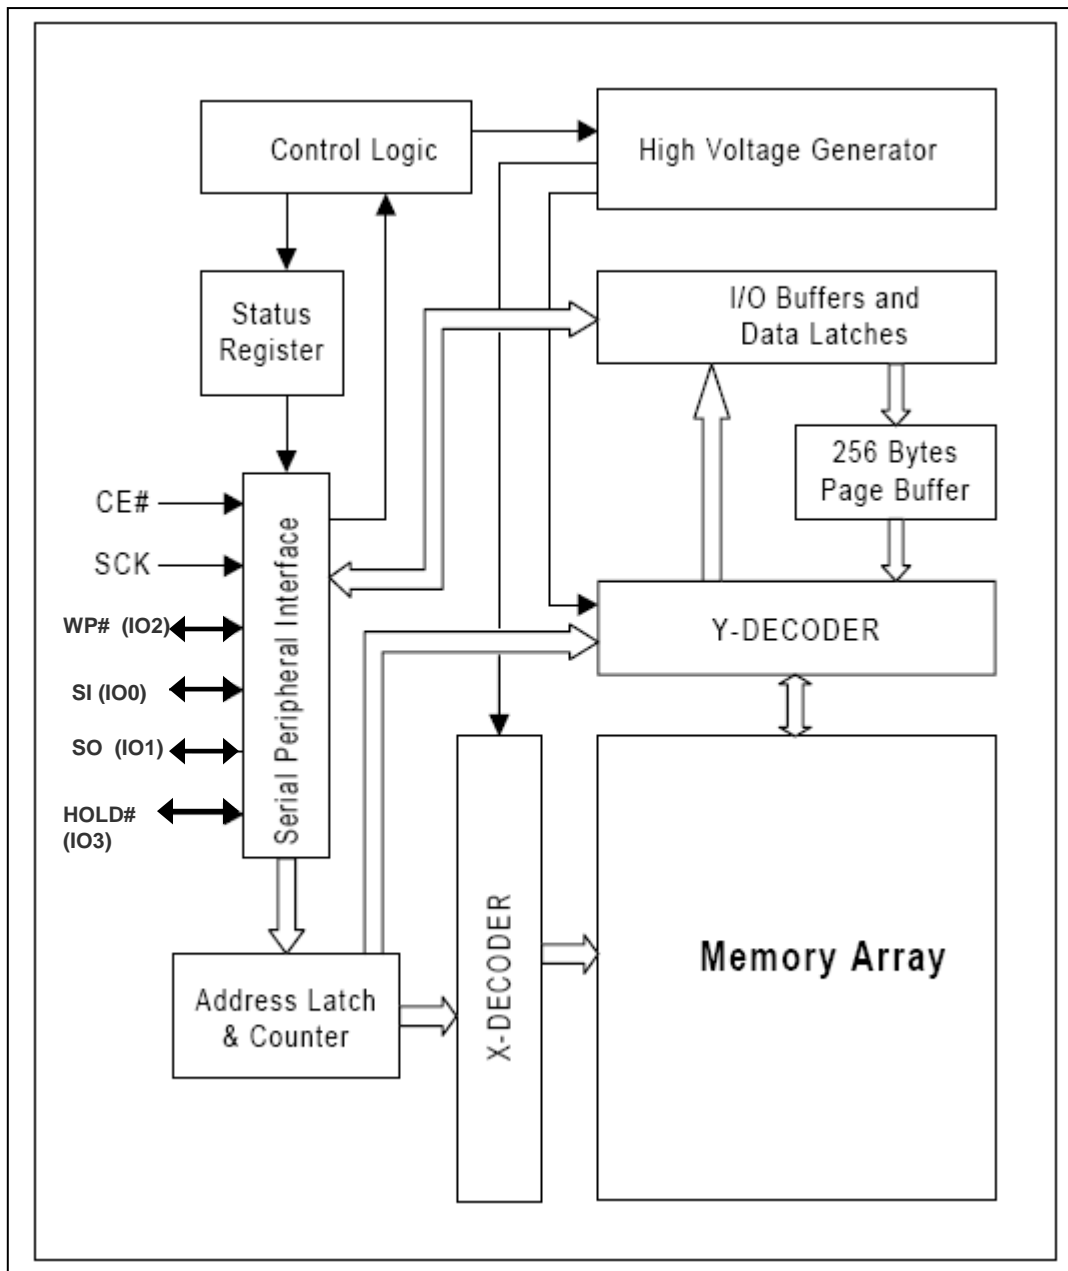 Control Logic
High Voltage Generator
Status
Register
I/O Buffers and
Data Latches
256 Bytes
Page Buffer
CE#
SCK
WP# (IO2)
SI (IO0)
SO (IO1)
HOLD#
(IO3)
Serial Peripheral Interface
Y-DECODER
Address Latch
& Counter
X-DECODER
Memory Array